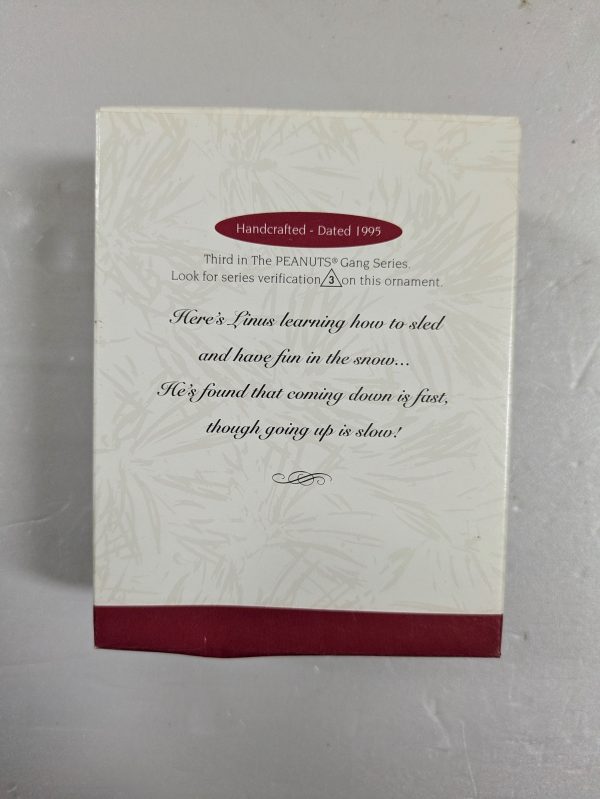 Handcrafted - Dated 1995
Third in The PEANUTS® Gang Series.
Look for series verification 3 on this ornament.
Here's Linus learning how to sled
and have fun in the snow...
He's found that coming down is fast,
though going up is slow!